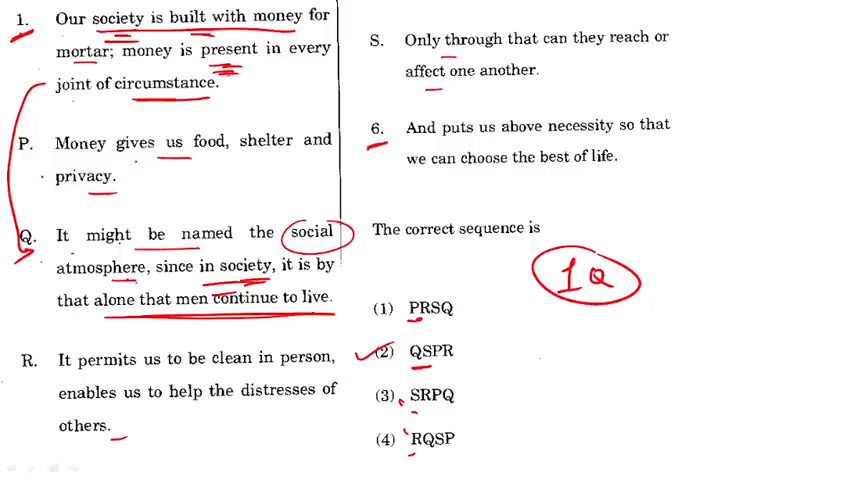 1. Our society is built with money for
mortar; money is present in every
joint of circumstance.
P. Money gives us food, shelter and
privacy.
Q. It might be named the social
atmosphere, since in society, it is by
that alone that men continue to live.
R. It permits us to be clean in person,
enables us to help the distresses of
others.
S. Only through that can they reach or
affect one another.
6. And puts us above necessity so that
we can choose the best of life.
The correct sequence is
1Q
(1) PRSQ
(2) QSPR
(3) SRPQ
(4) RQSP